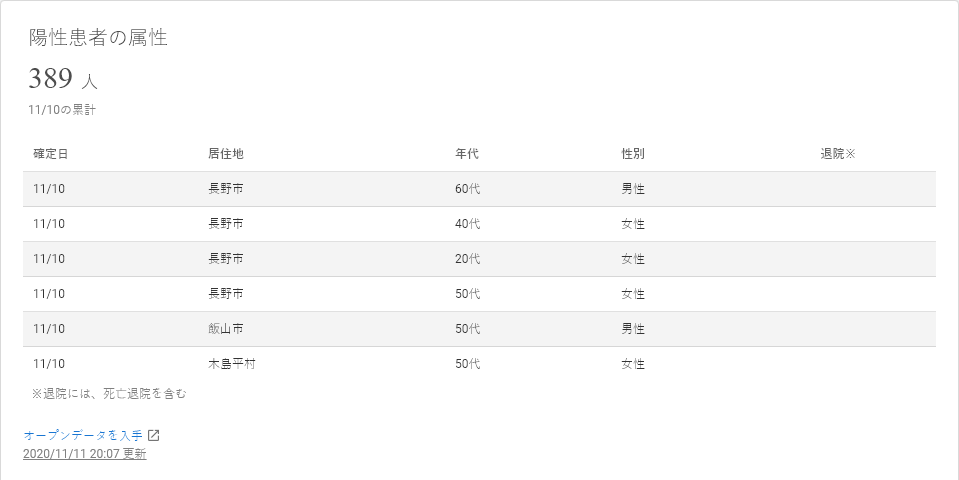 陽性患者の属性
389 人
11/10の累計
確定日 居住地 年代 性別 退院※
11/10 長野市 60代 男性
11/10 長野市 40代 女性
11/10 長野市 20代 女性
11/10 長野市 50代 女性
11/10 飯山市 50代 男性
11/10 木島平村 50代 女性
※退院には、死亡退院を含む
オープンデータを入手
2020/11/11 20:07 更新